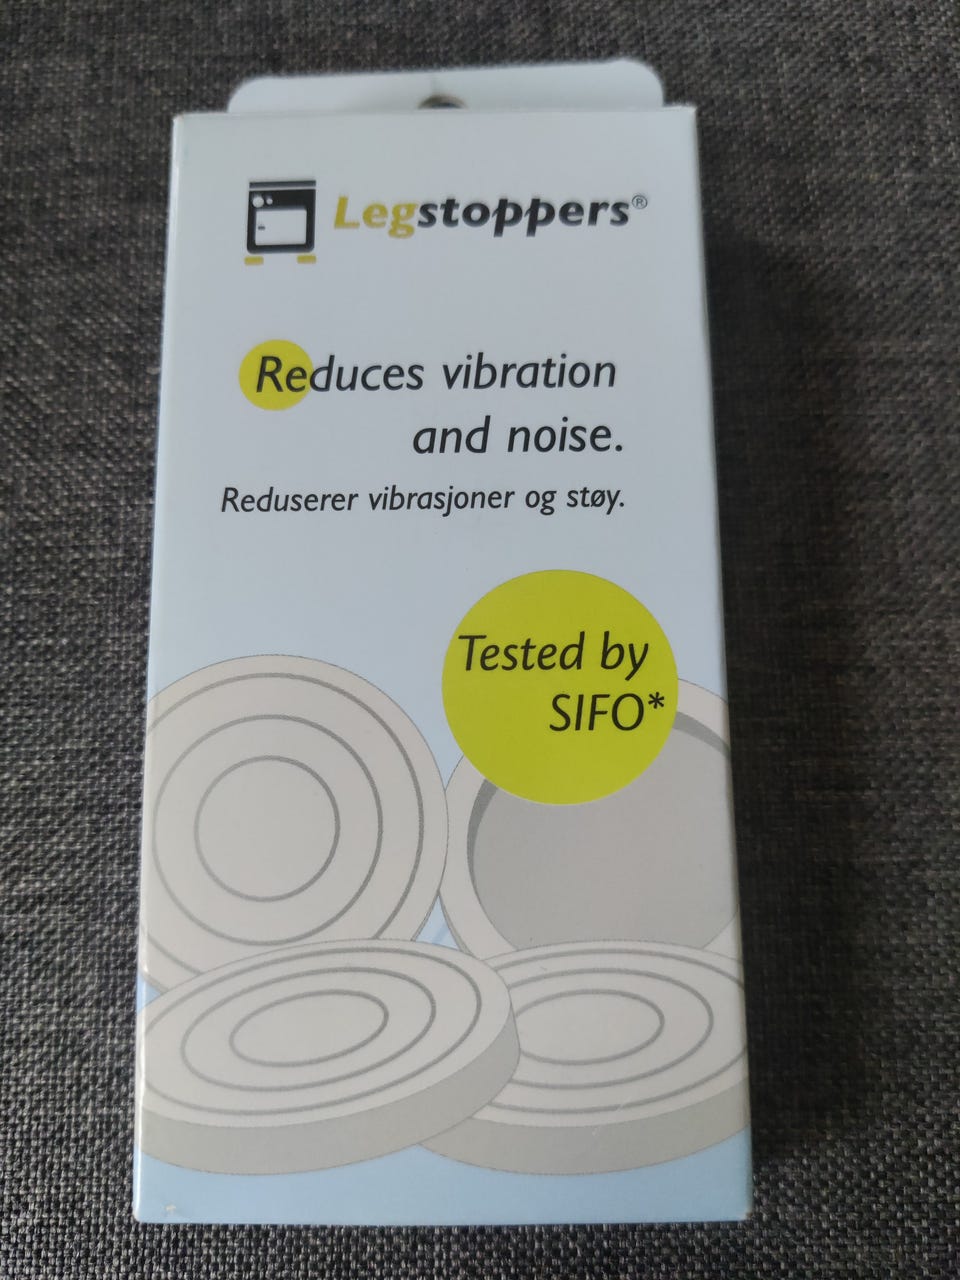 Legstoppers®
Reduces vibration
and noise.
Reduserer vibrasjoner og støy.
Tested by
SIFO*